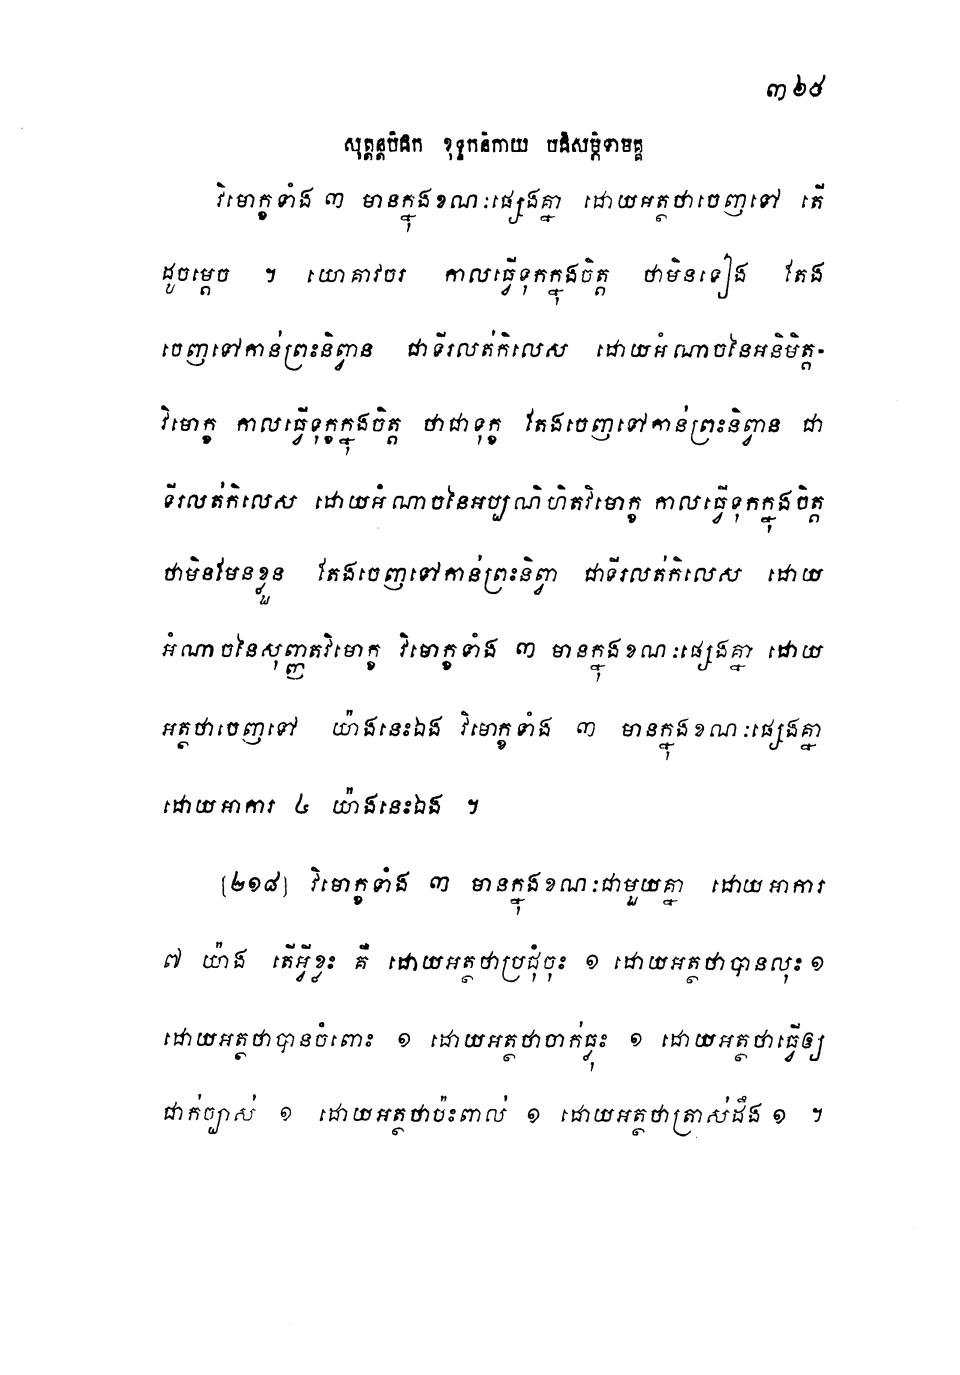 ៣៦៥
សុត្តន្តបិដក ខុទ្ទកនិកាយ បដិសម្ភិទាមគ្គ
វិមោក្ខទាំង ៣ មានក្នុងខណៈផ្សេងគ្នា ដោយអត្ថថាចេញទៅ តើ
ដូចម្តេច ។ យោគាវចរ កាលធ្វើទុកក្នុងចិត្ត ថាមិនទៀង តែង
ចេញទៅកាន់ព្រះនិព្វាន ជាទីរលត់កិលេស ដោយអំណាចនៃអនិមិត្ត-
វិមោក្ខ កាលធ្វើទុក្ខក្នុងចិត្ត ថាជាទុក្ខ តែងចេញទៅកាន់ព្រះនិព្វាន ជា
ទីរលត់កិលេស ដោយអំណាចនៃអប្បណិហិតវិមោក្ខ កាលធ្វើទុកក្នុងចិត្ត
ថាមិនមែនខ្លួន តែងចេញទៅកាន់ព្រះនិព្វា ជាទីរលត់កិលេស ដោយ
អំណាចនៃសុញ្ញតវិមោក្ខ វិមោក្ខទាំង ៣ មានក្នុងខណៈផ្សេងគ្នា ដោយ
អត្ថថាចេញទៅ យ៉ាងនេះឯង វិមោក្ខទាំង ៣ មានក្នុងខណៈផ្សេងគ្នា
ដោយអាការ ៤ យ៉ាងនេះឯង ។
(២១៨) វិមោក្ខទាំង ៣ មានក្នុងខណៈជាមួយគ្នា ដោយអាការ
៧ យ៉ាង តើអ្វីខ្លះ គឺ ដោយអត្ថថាប្រជុំចុះ ១ ដោយអត្ថថាបានលុះ ១
ដោយអត្ថថាបានចំពោះ ១ ដោយអត្ថថាចាក់ធ្លុះ ១ ដោយអត្ថថាធ្វើឲ្យ
ជាក់ច្បាស់ ១ ដោយអត្ថថាប៉ះពាល់ ១ ដោយអត្ថថាត្រាស់ដឹង ១ ។